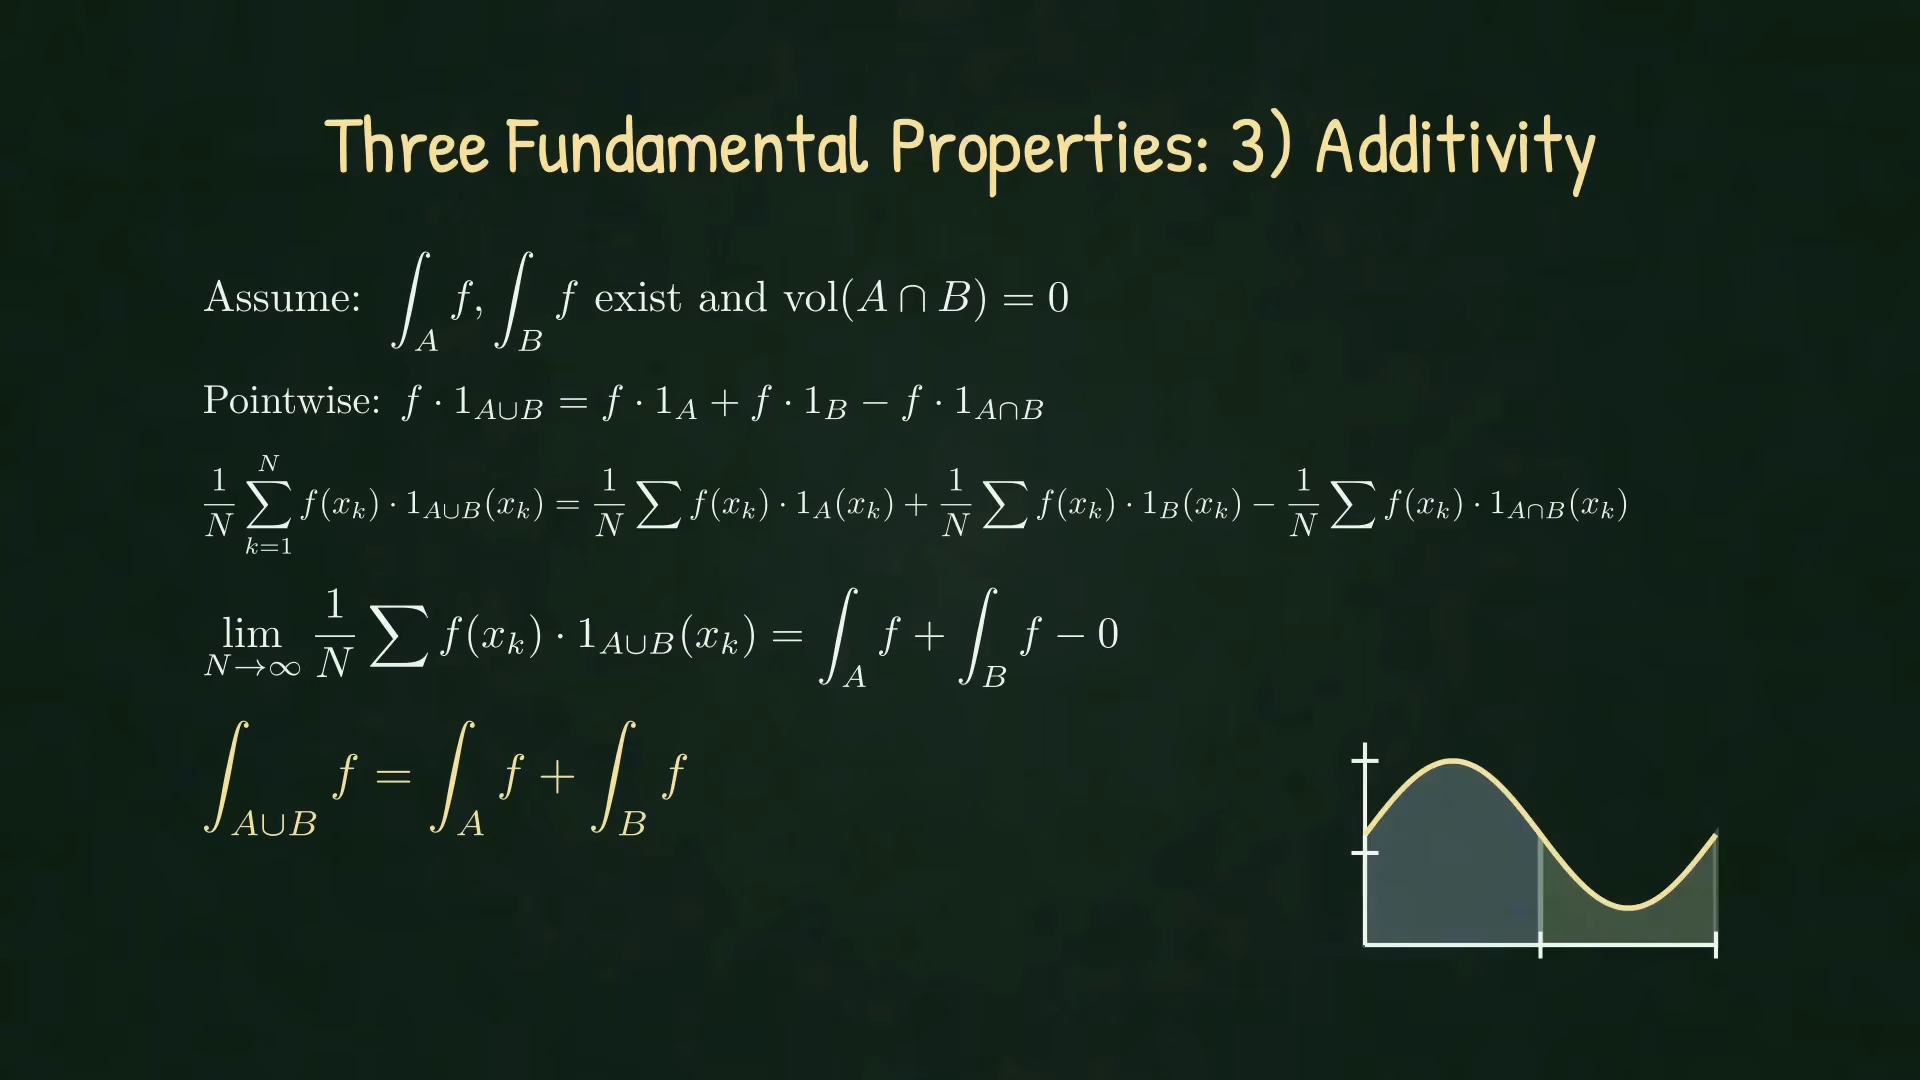 Three Fundamental Properties: 3) Additivity
Assume: ∫_A f, ∫_B f exist and vol(A ∩ B) = 0
Pointwise: f · 1_{A∪B} = f · 1_A + f · 1_B − f · 1_{A∩B}
1/N ∑_{k=1}^{N} f(x_k) · 1_{A∪B}(x_k) = 1/N ∑ f(x_k) · 1_A(x_k) + 1/N ∑ f(x_k) · 1_B(x_k) − 1/N ∑ f(x_k) · 1_{A∩B}(x_k)
lim_{N→∞} 1/N ∑ f(x_k) · 1_{A∪B}(x_k) = ∫_A f + ∫_B f − 0
∫_{A∪B} f = ∫_A f + ∫_B f